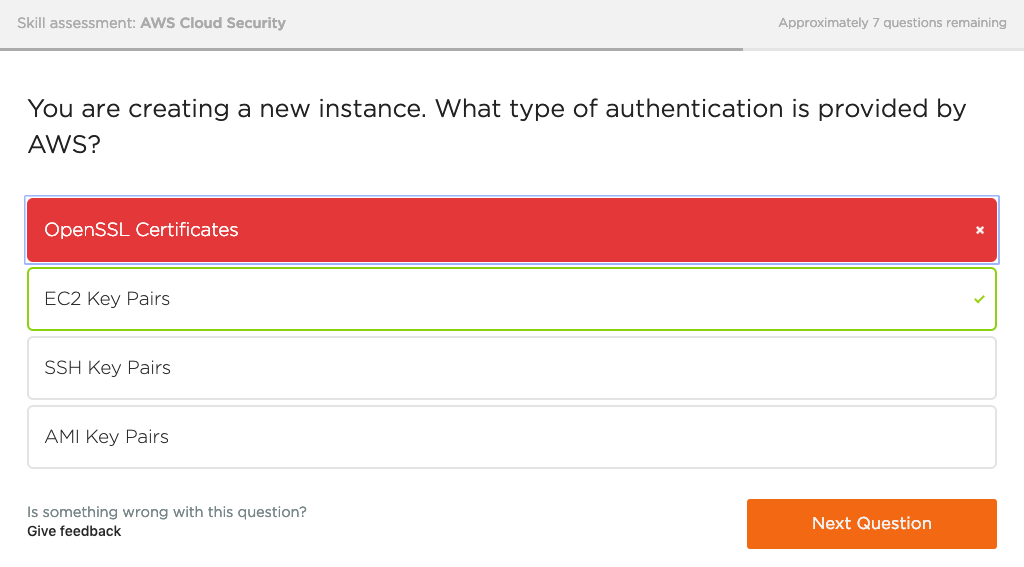 Skill assessment: AWS Cloud Security
Approximately 7 questions remaining
You are creating a new instance. What type of authentication is provided by
AWS?
OpenSSL Certificates
EC2 Key Pairs
SSH Key Pairs
AMI Key Pairs
Is something wrong with this question?
Give feedback
Next Question